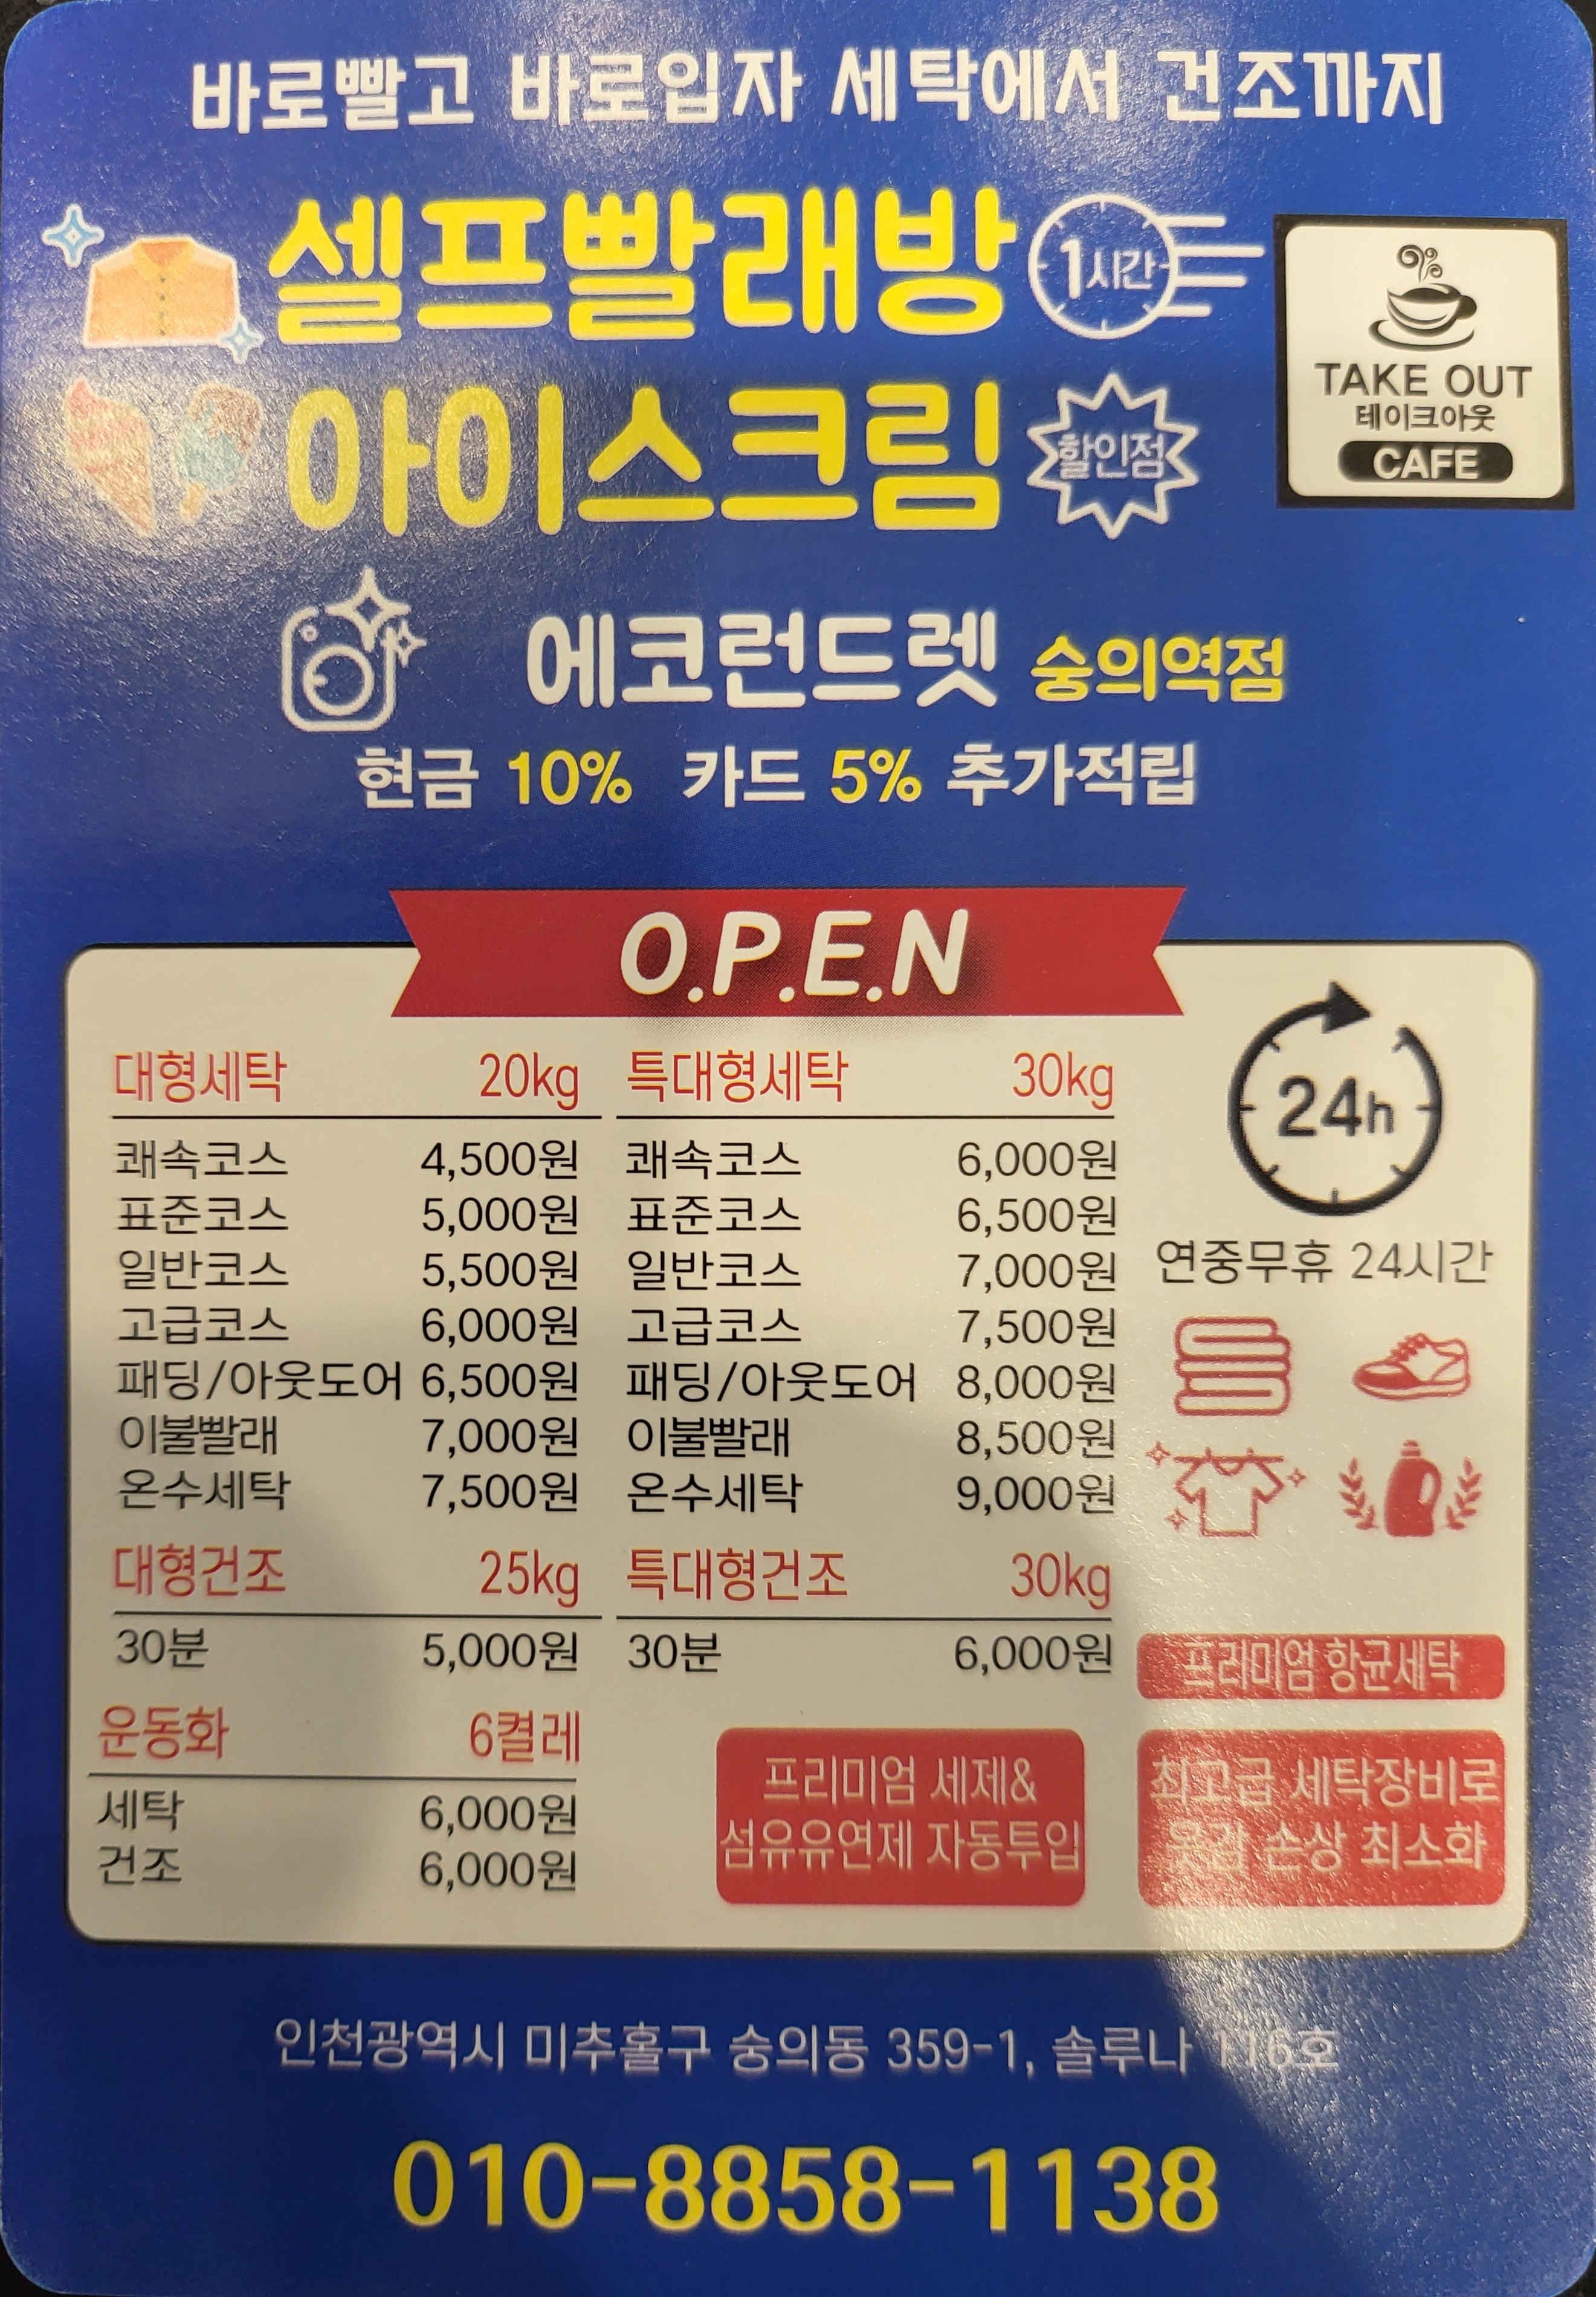 바로빨고 바로입자 세탁에서 건조까지
셀프빨래방
1시간
아이스크림
할인점
TAKE OUT
테이크아웃
CAFE
에코런드렛 숭의역점
현금 10% 카드 5% 추가적립
O.P.E.N
대형세탁 20kg
쾌속코스 4,500원
표준코스 5,000원
일반코스 5,500원
고급코스 6,000원
패딩/아웃도어 6,500원
이불빨래 7,000원
온수세탁 7,500원
특대형세탁 30kg
쾌속코스 6,000원
표준코스 6,500원
일반코스 7,000원
고급코스 7,500원
패딩/아웃도어 8,000원
이불빨래 8,500원
온수세탁 9,000원
24h
연중무휴 24시간
대형건조 25kg
30분 5,000원
특대형건조 30kg
30분 6,000원
운동화 6켤레
세탁 6,000원
건조 6,000원
프리미엄 세제&
섬유유연제 자동투입
프리미엄 항균세탁
최고급 세탁장비로
옷감 손상 최소화
인천광역시 미추홀구 숭의동 359-1, 솔루나 116호
010-8858-1138